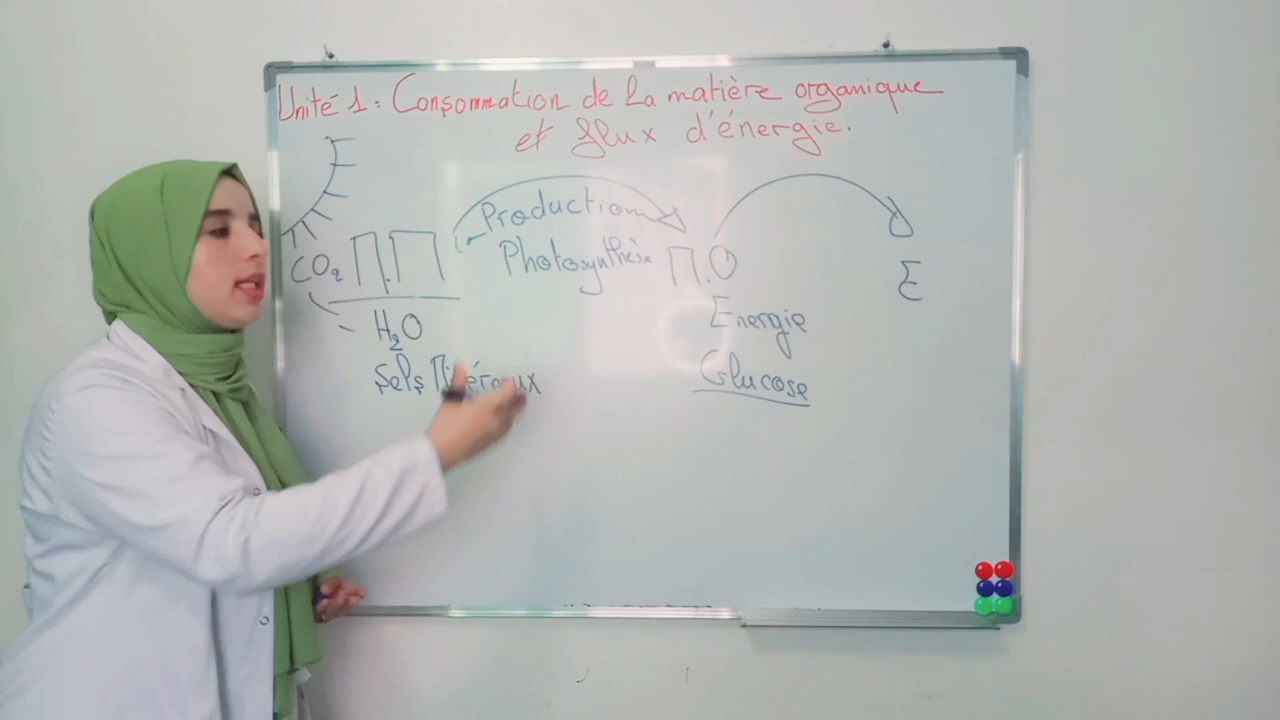 Unité 1: Consommation de la matière organique
et flux d'énergie.
Production
Photosynthèse
CO₂ M.M
H₂O
Sels Minéraux
M.O
Energie
Glucose
E